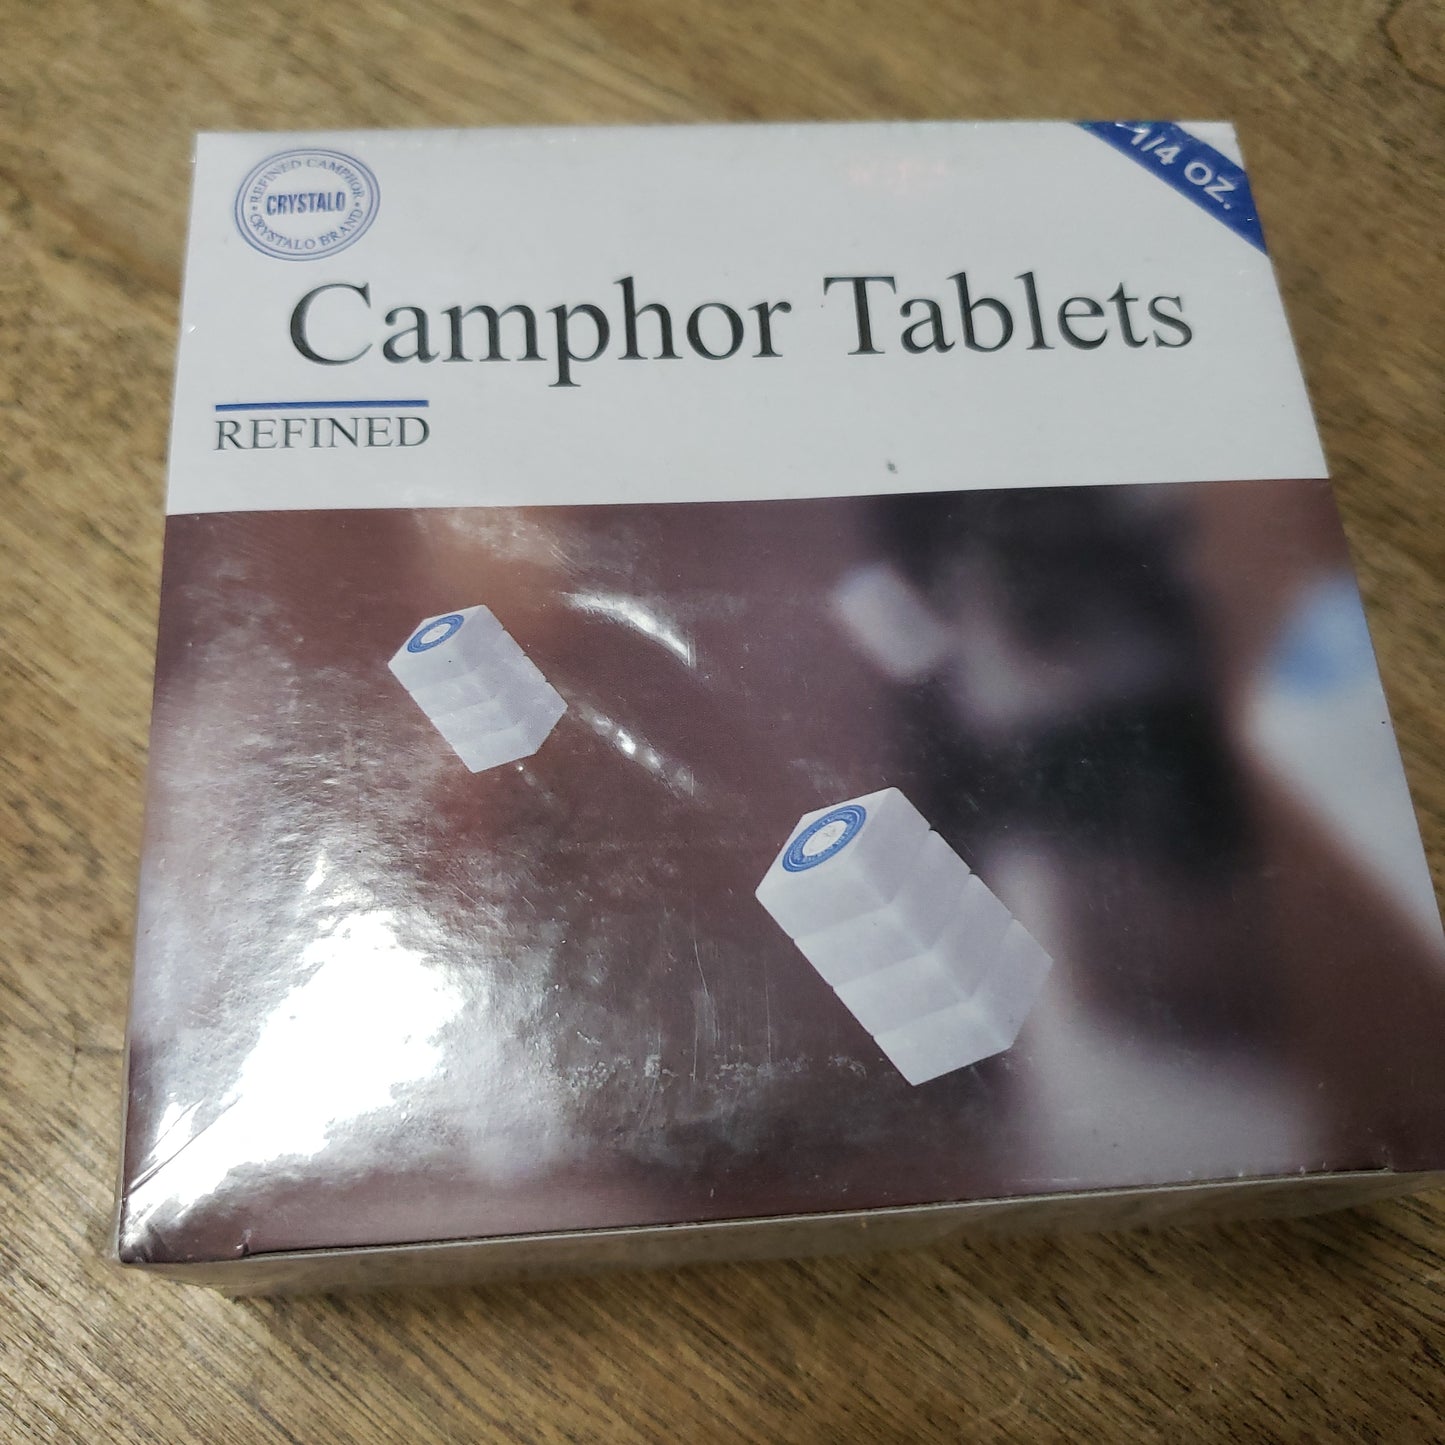 REFINED CAMPHOR
CRYSTALO
CRYSTALO BRAND
1/4 OZ.
Camphor Tablets
REFINED